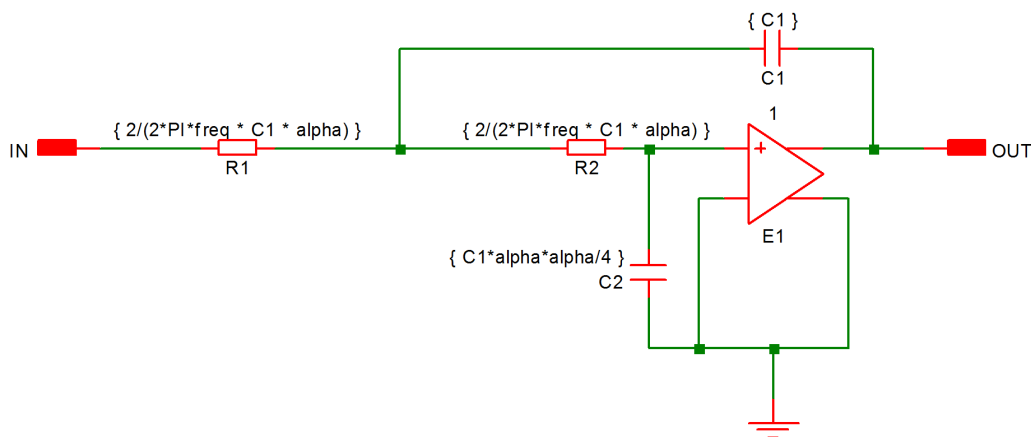 { C1 }
C1
1
{ 2/(2*PI*freq * C1 * alpha) }
{ 2/(2*PI*freq * C1 * alpha) }
IN
R1
R2
+
OUT
E1
{ C1*alpha*alpha/4 }
C2